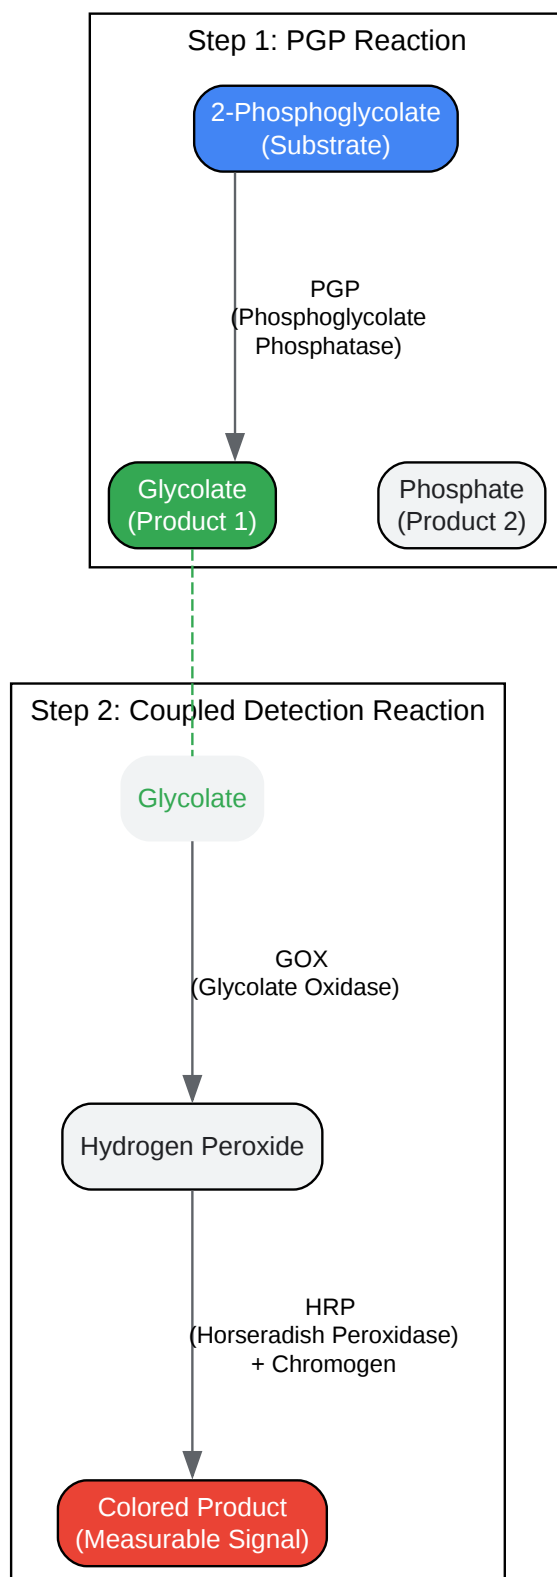 Step 1: PGP Reaction
2-Phosphoglycolate
(Substrate)
PGP
(Phosphoglycolate
Phosphatase)
Glycolate
(Product 1)
Phosphate
(Product 2)
Step 2: Coupled Detection Reaction
Glycolate
GOX
(Glycolate Oxidase)
Hydrogen Peroxide
HRP
(Horseradish Peroxidase)
+ Chromogen
Colored Product
(Measurable Signal)